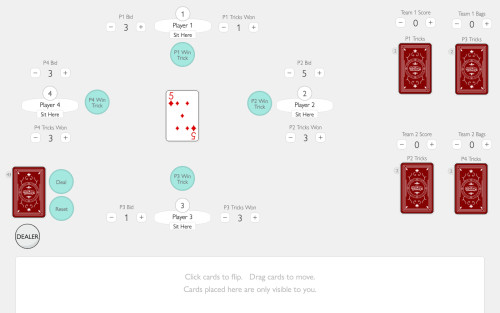 P1 Bid
− 3 +
1
Player 1
Sit Here
P1 Tricks Won
− 1 +
P1 Win
Trick
Team 1 Score
− 0 +
Team 1 Bags
− 0 +
P1 Tricks
P3 Tricks
P4 Bid
− 3 +
4
Player 4
Sit Here
P4 Tricks Won
− 3 +
P4 Win
Trick
5
5
P2 Win
Trick
P2 Bid
− 5 +
2
Player 2
Sit Here
P2 Tricks Won
− 3 +
Team 2 Score
− 0 +
Team 2 Bags
− 0 +
P2 Tricks
P4 Tricks
Deal
Reset
DEALER
P3 Win
Trick
P3 Bid
− 1 +
3
Player 3
Sit Here
P3 Tricks Won
− 3 +
Click cards to flip. Drag cards to move.
Cards placed here are only visible to you.